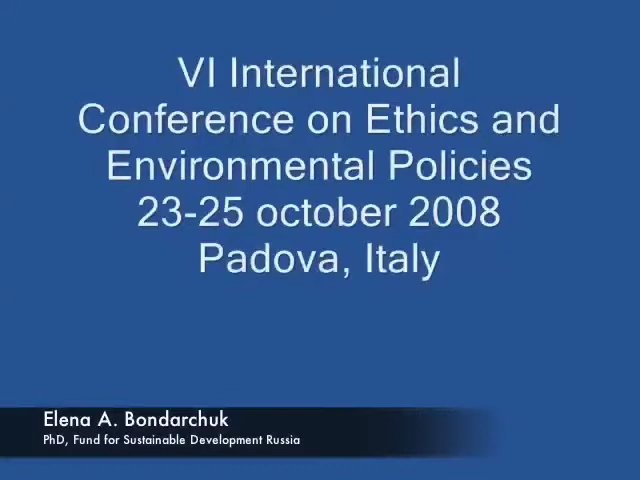 VI International
Conference on Ethics and
Environmental Policies
23-25 october 2008
Padova, Italy
Elena A. Bondarchuk
PhD, Fund for Sustainable Development Russia